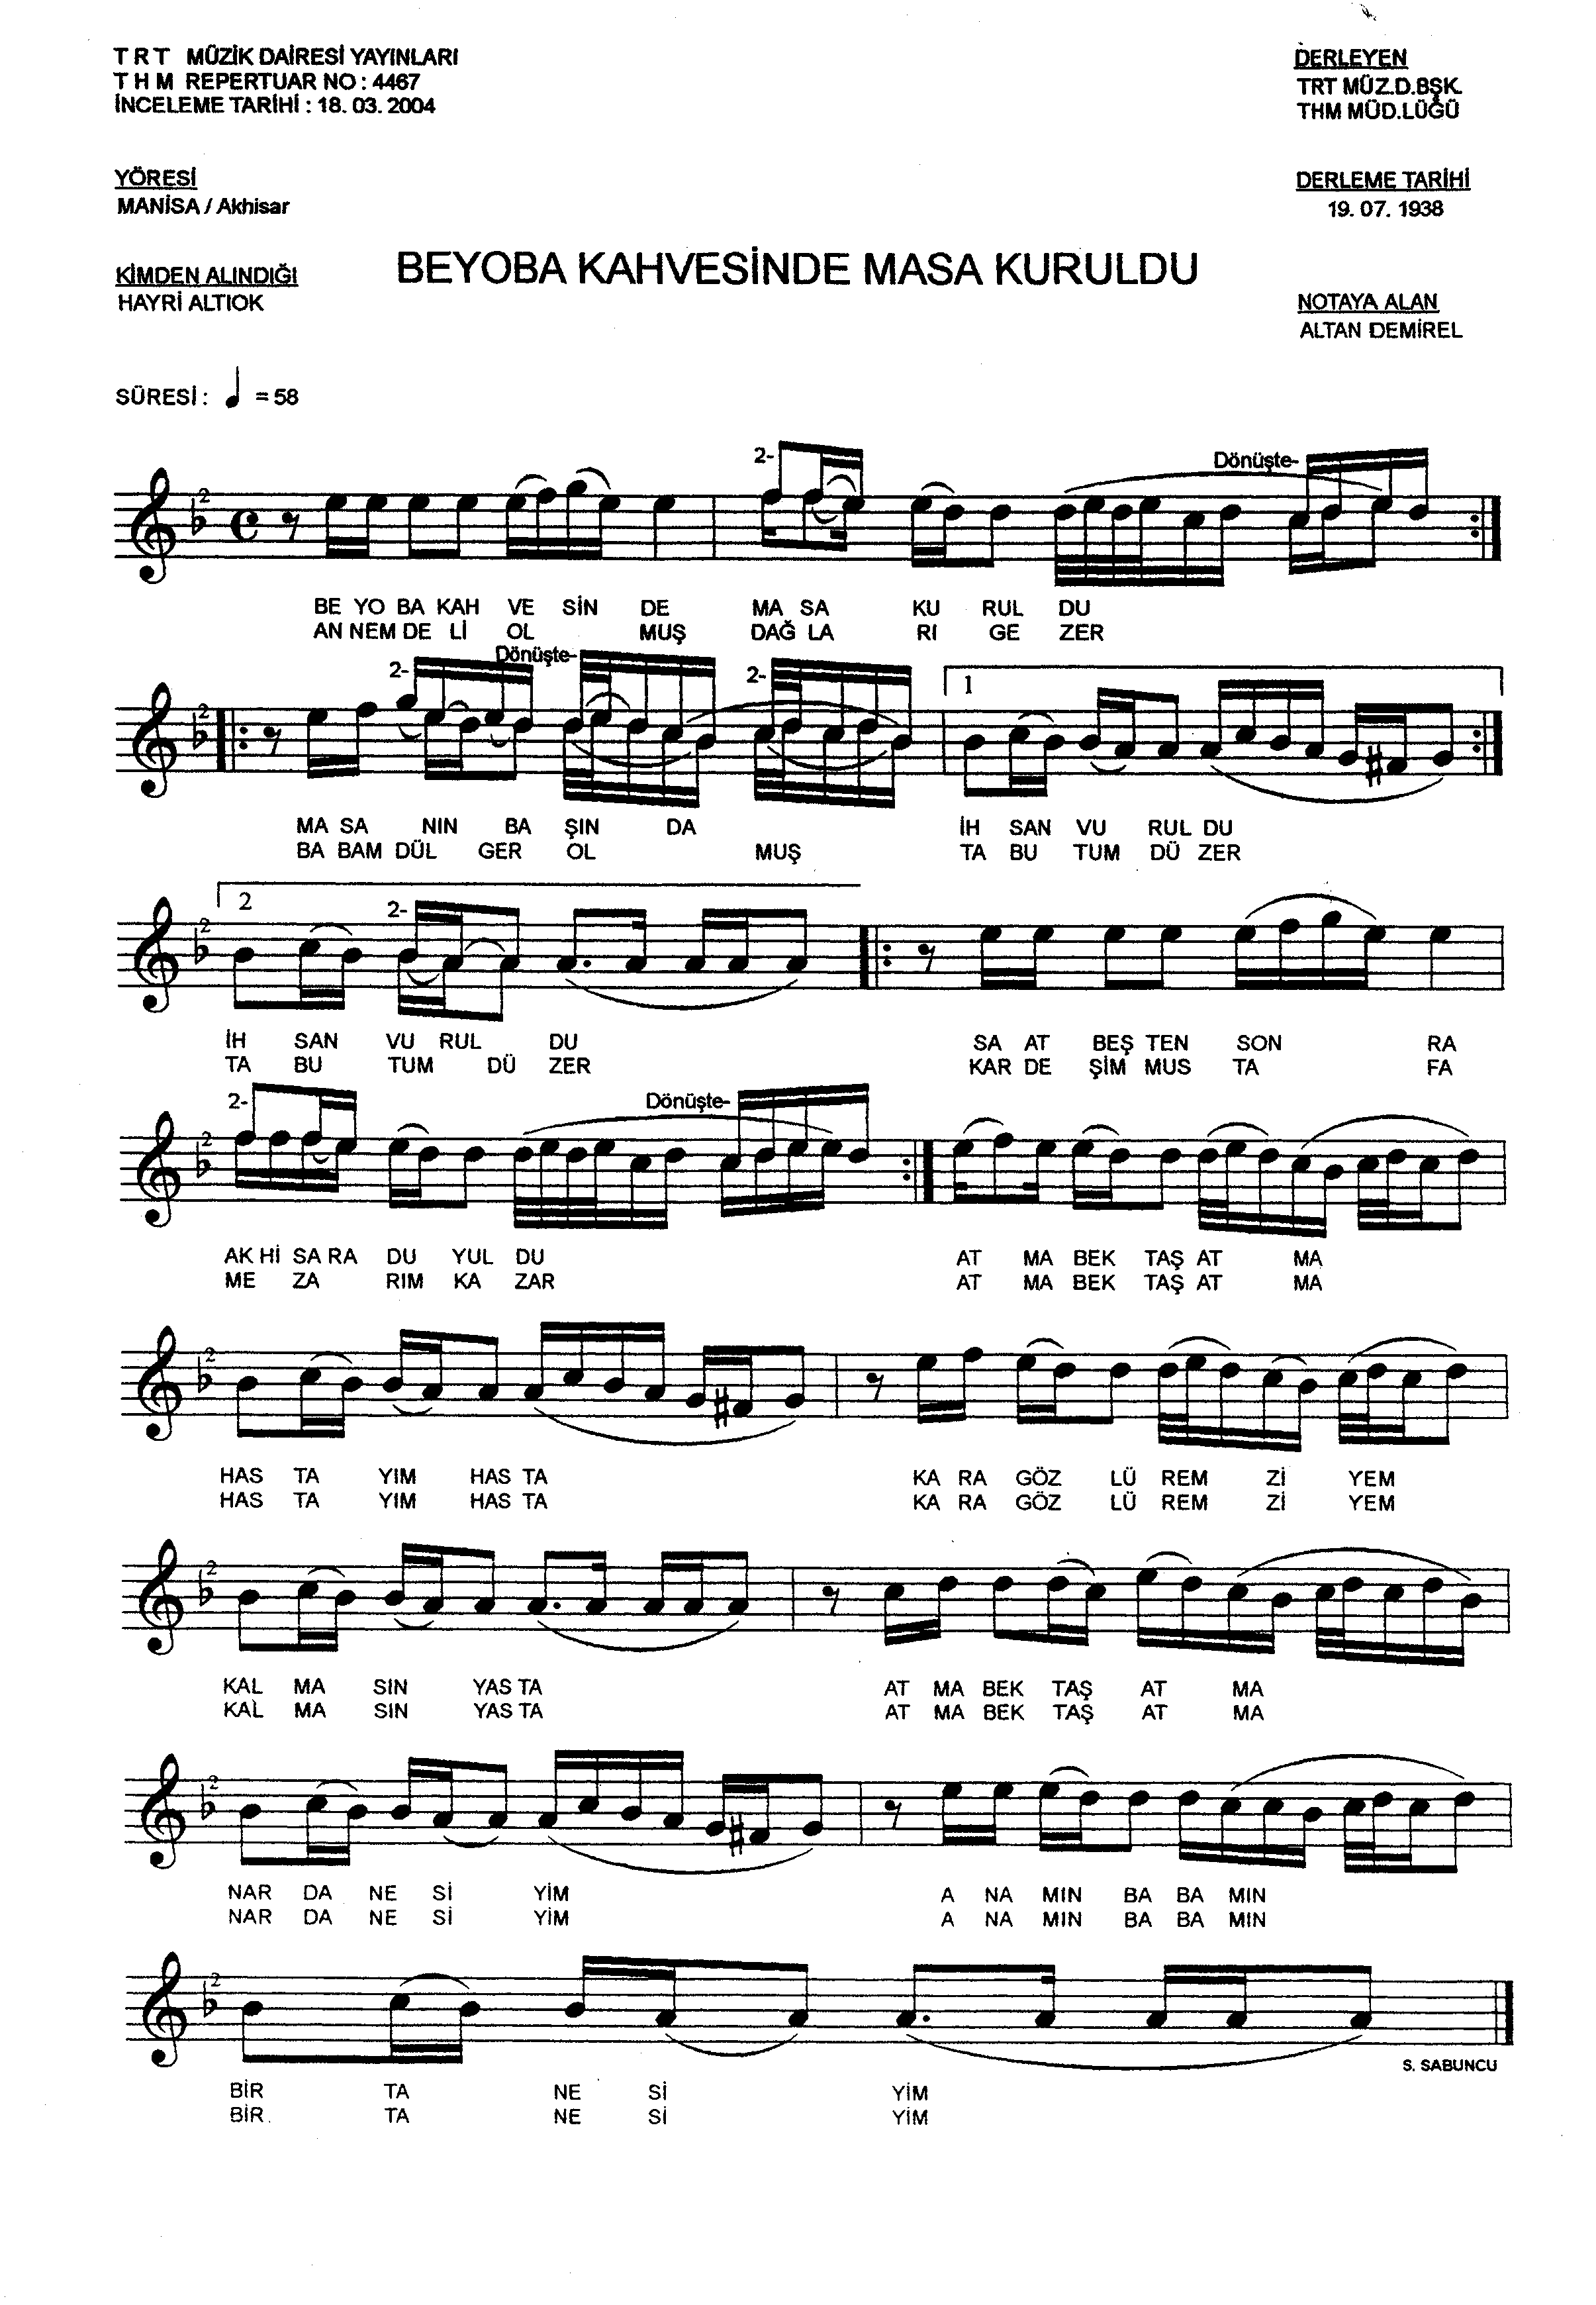 T R T MÜZİK DAİRESİ YAYINLARI
T H M REPERTUAR NO : 4467
İNCELEME TARİHİ : 18. 03. 2004
DERLEYEN
TRT MÜZ.D.BŞK.
THM MÜD.LÜĞÜ
YÖRESİ
MANİSA / Akhisar
DERLEME TARİHİ
19. 07. 1938
KİMDEN ALINDIĞI
HAYRİ ALTIOK
BEYOBA KAHVESİNDE MASA KURULDU
NOTAYA ALAN
ALTAN DEMİREL
SÜRESİ : = 58
2- Dönüşte-
BE YO BA KAH VE SİN DE MA SA KU RUL DU
AN NEM DE Lİ OL MUŞ DAĞ LA RI GE ZER
2- Dönüşte- 2- 1
MA SA NIN BA ŞIN DA İH SAN VU RUL DU
BA BAM DÜL GER OL MUŞ TA BU TUM DÜ ZER
2 2-
İH SAN VU RUL DU SA AT BEŞ TEN SON RA
TA BU TUM DÜ ZER KAR DE ŞİM MUS TA FA
2- Dönüşte-
AK Hİ SA RA DU YUL DU AT MA BEK TAŞ AT MA
ME ZA RIM KA ZAR AT MA BEK TAŞ AT MA
HAS TA YIM HAS TA KA RA GÖZ LÜ REM Zİ YEM
HAS TA YIM HAS TA KA RA GÖZ LÜ REM Zİ YEM
KAL MA SIN YAS TA AT MA BEK TAŞ AT MA
KAL MA SIN YAS TA AT MA BEK TAŞ AT MA
NAR DA NE Sİ YİM A NA MIN BA BA MIN
NAR DA NE Sİ YİM A NA MIN BA BA MIN
S. SABUNCU
BİR TA NE Sİ YİM
BİR TA NE Sİ YİM